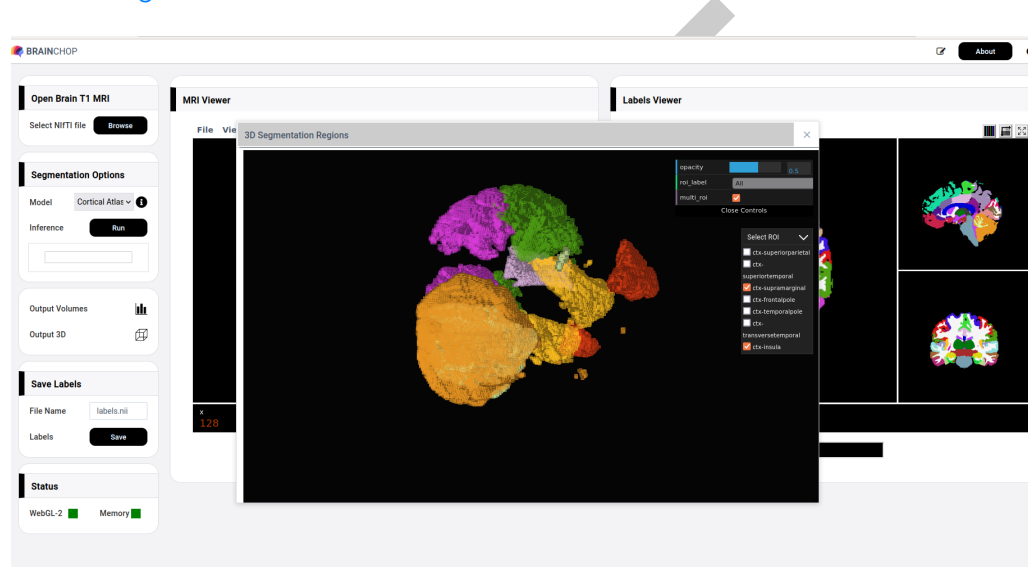 BRAINCHOP
About
Open Brain T1 MRI
Select NIfTI file
Browse
Segmentation Options
Model
Cortical Atlas
Inference
Run
Output Volumes
Output 3D
Save Labels
File Name
labels.nii
Labels
Save
Status
WebGL-2
Memory
MRI Viewer
File Vie
x
128
3D Segmentation Regions
×
opacity
0.5
roi_label
All
multi_roi
Close Controls
Select ROI
ctx-superiorparietal
ctx-
superiortemporal
ctx-supramarginal
ctx-frontalpole
ctx-temporalpole
ctx-
transversetemporal
ctx-insula
Labels Viewer